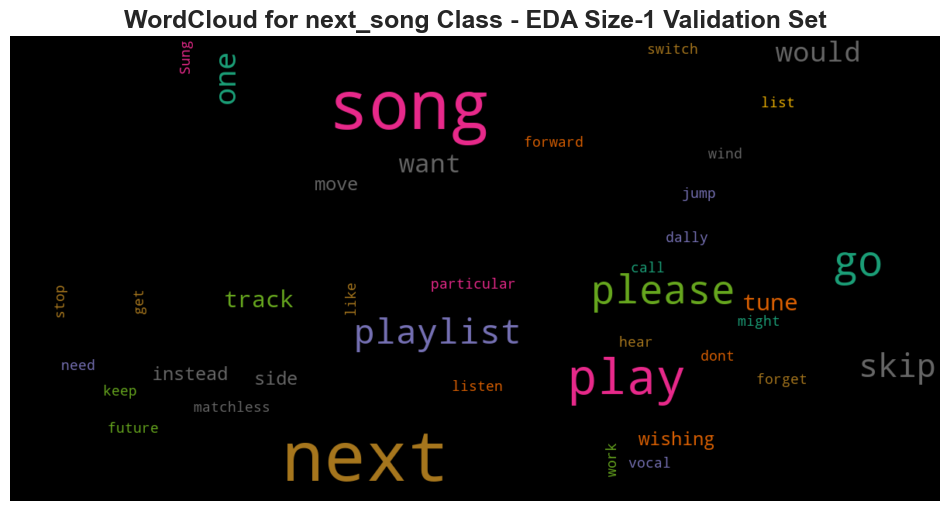 WordCloud for next_song Class - EDA Size-1 Validation Set
Sung
one
switch
would
song
list
forward
want
wind
move
jump
dally
go
call
particular
please
stop
get
track
like
tune
might
playlist
hear
dont
need
instead
side
play
skip
keep
listen
forget
matchless
future
next
wishing
work
vocal